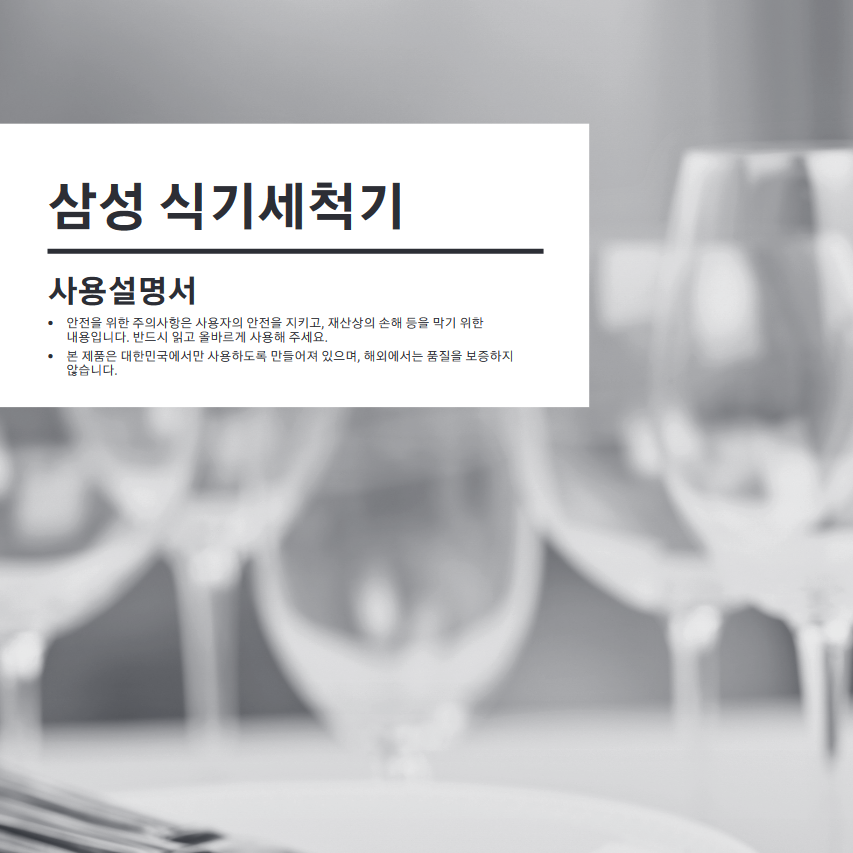 삼성 식기세척기
사용설명서
• 안전을 위한 주의사항은 사용자의 안전을 지키고, 재산상의 손해 등을 막기 위한
내용입니다. 반드시 읽고 올바르게 사용해 주세요.
• 본 제품은 대한민국에서만 사용하도록 만들어져 있으며, 해외에서는 품질을 보증하지
않습니다.